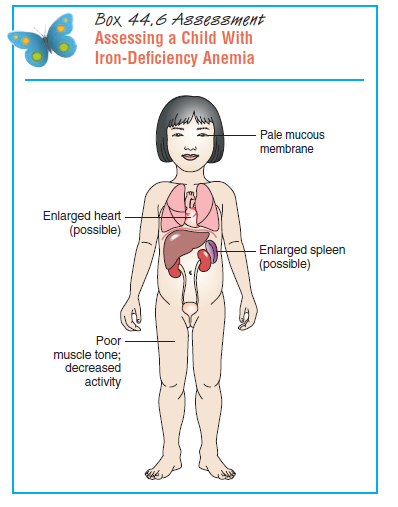 Box 44.6 Assessment
Assessing a Child With
Iron-Deficiency Anemia
Pale mucous
membrane
Enlarged heart
(possible)
Enlarged spleen
(possible)
Poor
muscle tone;
decreased
activity